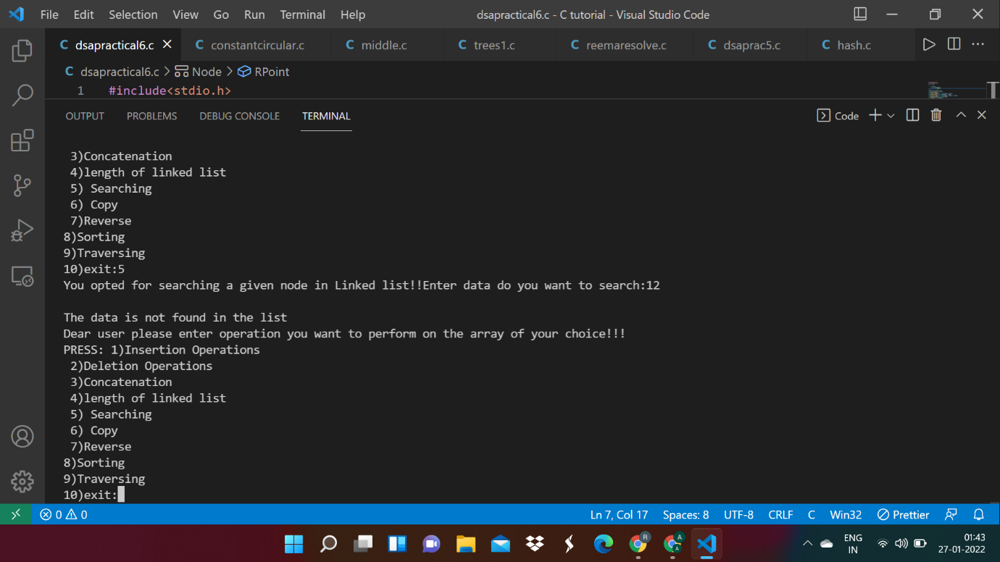 File Edit Selection View Go Run Terminal Help dsapractical6.c - C tutorial - Visual Studio Code
C dsapractical6.c C constantcircular.c C middle.c C trees1.c C reemaresolve.c C dsaprac5.c C hash.c
C dsapractical6.c > Node > RPoint
1 #include<stdio.h>
OUTPUT PROBLEMS DEBUG CONSOLE TERMINAL Code
3)Concatenation
4)length of linked list
5) Searching
6) Copy
7)Reverse
8)Sorting
9)Traversing
10)exit:5
You opted for searching a given node in Linked list!!Enter data do you want to search:12
The data is not found in the list
Dear user please enter operation you want to perform on the array of your choice!!!
PRESS: 1)Insertion Operations
2)Deletion Operations
3)Concatenation
4)length of linked list
5) Searching
6) Copy
7)Reverse
8)Sorting
9)Traversing
10)exit:
0 0 Ln 7, Col 17 Spaces: 8 UTF-8 CRLF C Win32 Prettier
R A A ENG 01:43
IN 27-01-2022